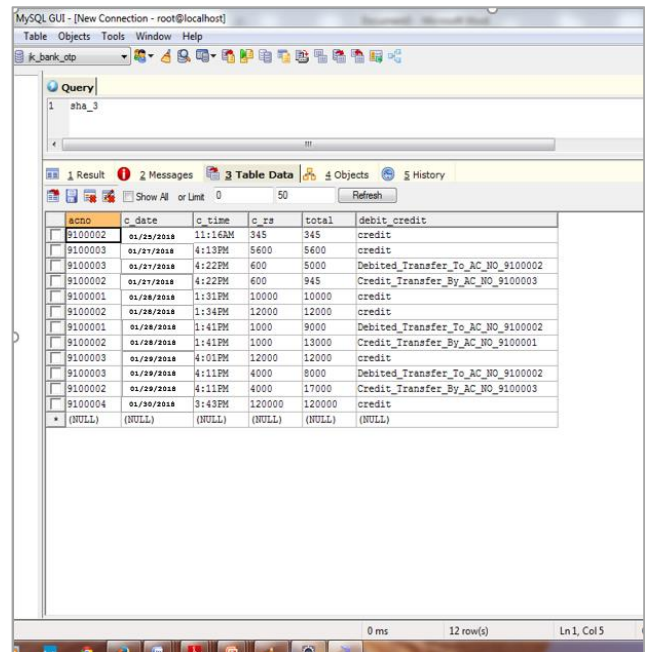 MySQL GUI - [New Connection - root@localhost]
Table Objects Tools Window Help
jk_bank_otp
Query
1 sha_3
1 Result 2 Messages 3 Table Data 4 Objects 5 History
Show All or Limit 0 50 Refresh
acno c_date c_time c_rs total debit_credit
9100002 01/25/2018 11:16AM 345 345 credit
9100003 01/27/2018 4:13PM 5600 5600 credit
9100003 01/27/2018 4:22PM 600 5000 Debited_Transfer_To_AC_NO_9100002
9100002 01/27/2018 4:22PM 600 945 Credit_Transfer_By_AC_NO_9100003
9100001 01/28/2018 1:31PM 10000 10000 credit
9100002 01/28/2018 1:34PM 12000 12000 credit
9100001 01/28/2018 1:41PM 1000 9000 Debited_Transfer_To_AC_NO_9100002
9100002 01/28/2018 1:41PM 1000 13000 Credit_Transfer_By_AC_NO_9100001
9100003 01/29/2018 4:01PM 12000 12000 credit
9100003 01/29/2018 4:11PM 4000 8000 Debited_Transfer_To_AC_NO_9100002
9100002 01/29/2018 4:11PM 4000 17000 Credit_Transfer_By_AC_NO_9100003
9100004 01/30/2018 3:43PM 120000 120000 credit
* (NULL) (NULL) (NULL) (NULL) (NULL) (NULL)
0 ms 12 row(s) Ln 1, Col 5